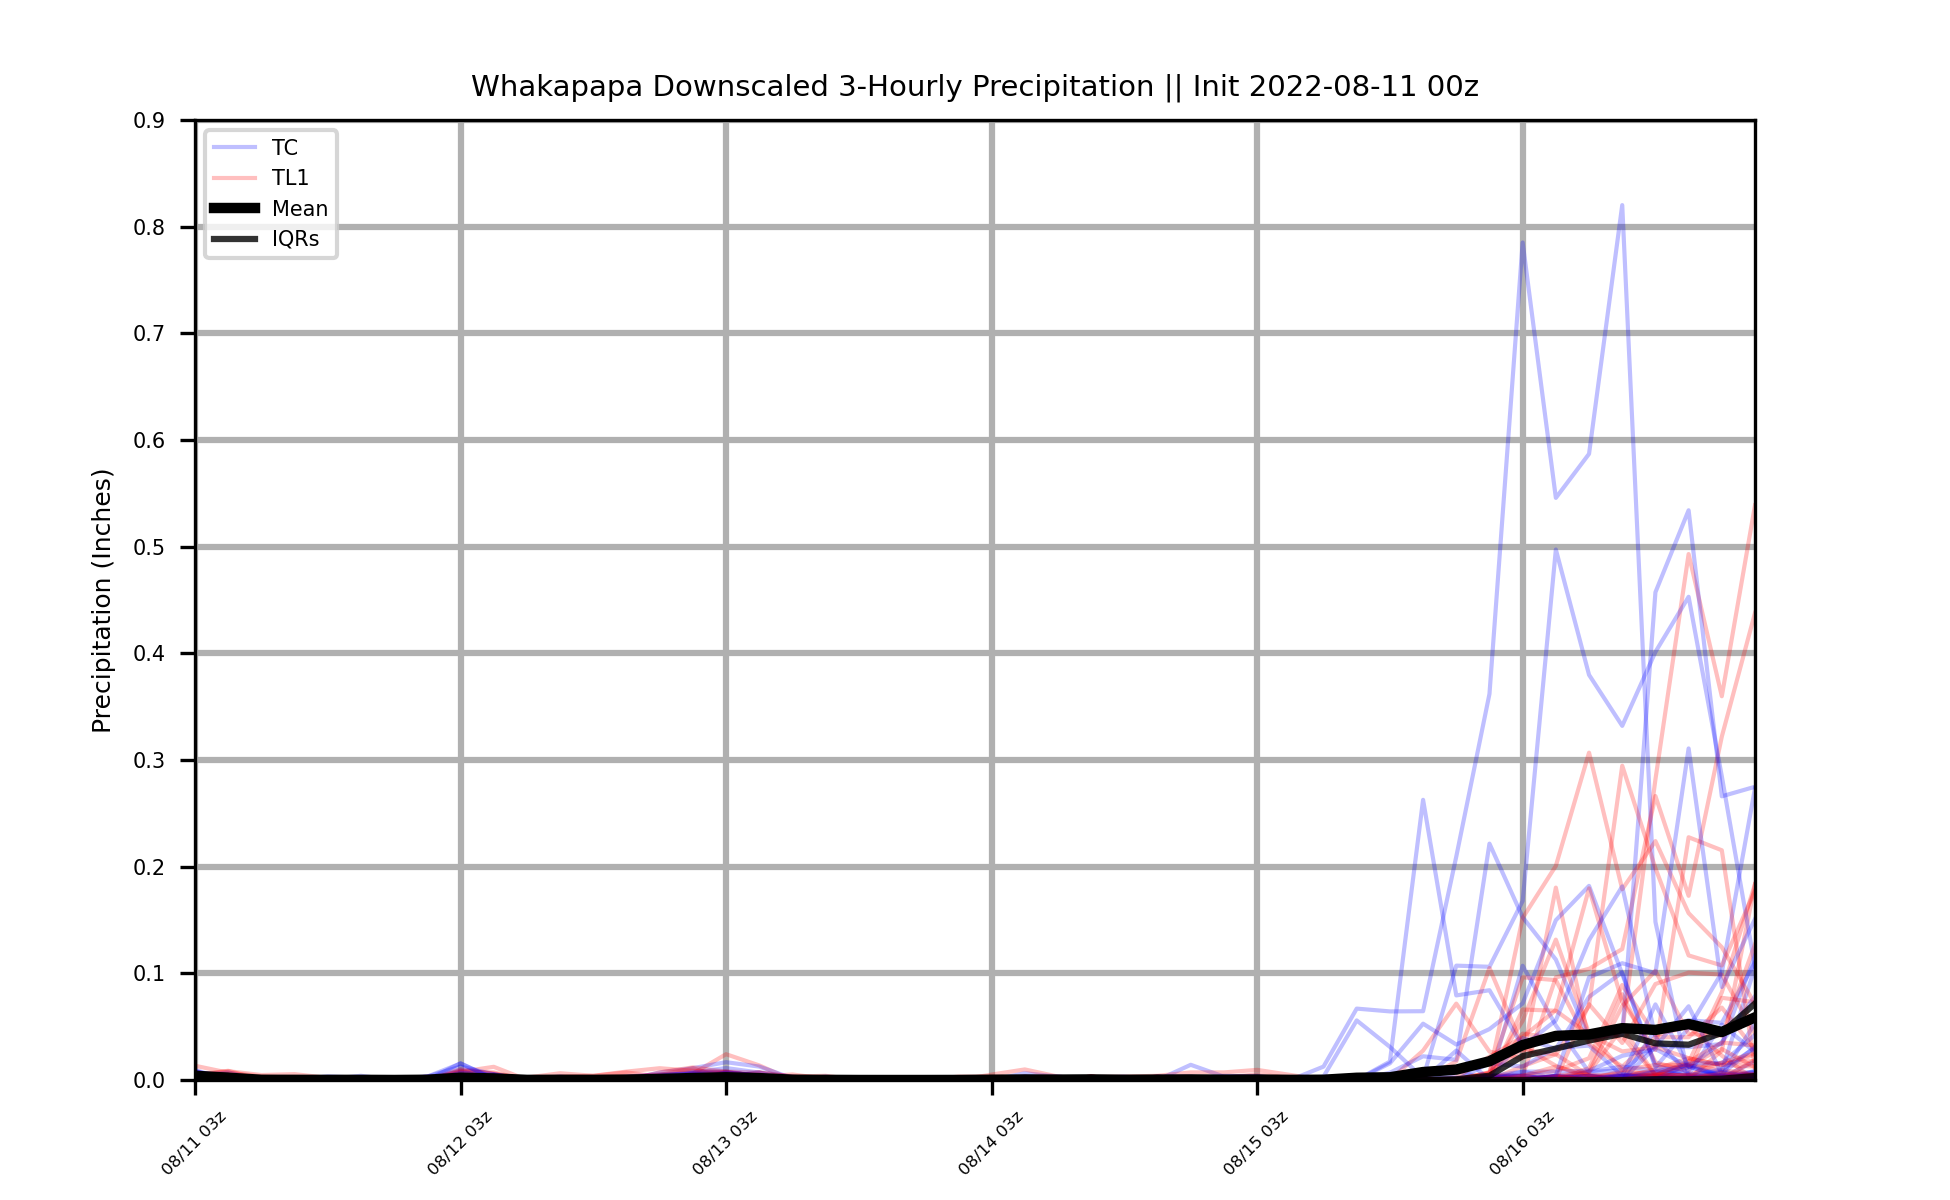 Whakapapa Downscaled 3-Hourly Precipitation || Init 2022-08-11 00z
TC
TL1
Mean
IQRs
Precipitation (Inches)
0.9
0.8
0.7
0.6
0.5
0.4
0.3
0.2
0.1
0.0
08/11 03z
08/12 03z
08/13 03z
08/14 03z
08/15 03z
08/16 03z